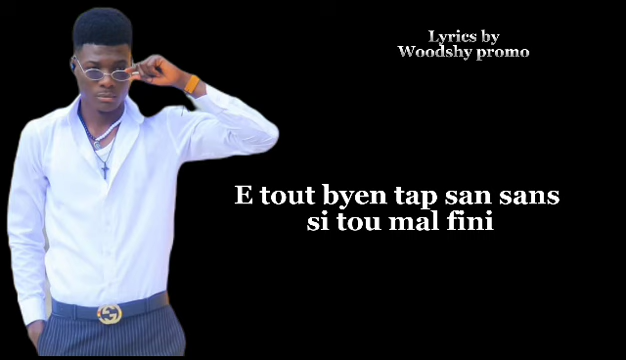 Lyrics by
Woodshy promo
E tout byen tap san sans
si tou mal fini